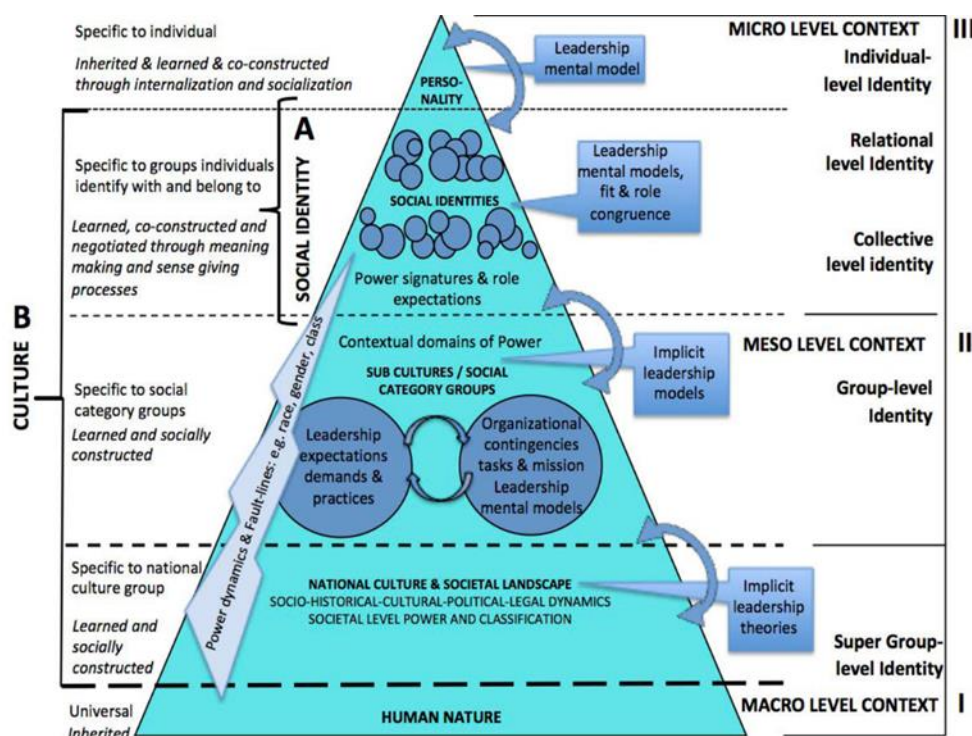 Specific to individual
Inherited & learned & co-constructed
through internalization and socialization
A
SOCIAL IDENTITY
Specific to groups individuals
identify with and belong to
Learned, co-constructed and
negotiated through meaning
making and sense giving
processes
B
CULTURE
Specific to social
category groups
Learned and socially
constructed
Specific to national
culture group
Learned and
socially
constructed
Universal
Inherited
PERSO-
NALITY
SOCIAL IDENTITIES
Power signatures & role
expectations
Contextual domains of Power
SUB CULTURES / SOCIAL
CATEGORY GROUPS
Leadership
expectations
demands &
practices
Organizational
contingencies
tasks & mission
Leadership
mental models
Power dynamics & Fault-lines: e.g. race, gender, class
NATIONAL CULTURE & SOCIETAL LANDSCAPE
SOCIO-HISTORICAL-CULTURAL-POLITICAL-LEGAL DYNAMICS
SOCIETAL LEVEL POWER AND CLASSIFICATION
HUMAN NATURE
Leadership
mental model
Leadership
mental models,
fit & role
congruence
Implicit
leadership
models
Implicit
leadership
theories
MICRO LEVEL CONTEXT
III
Individual-
level Identity
Relational
level Identity
Collective
level identity
MESO LEVEL CONTEXT
II
Group-level
Identity
Super Group-
level Identity
MACRO LEVEL CONTEXT
I